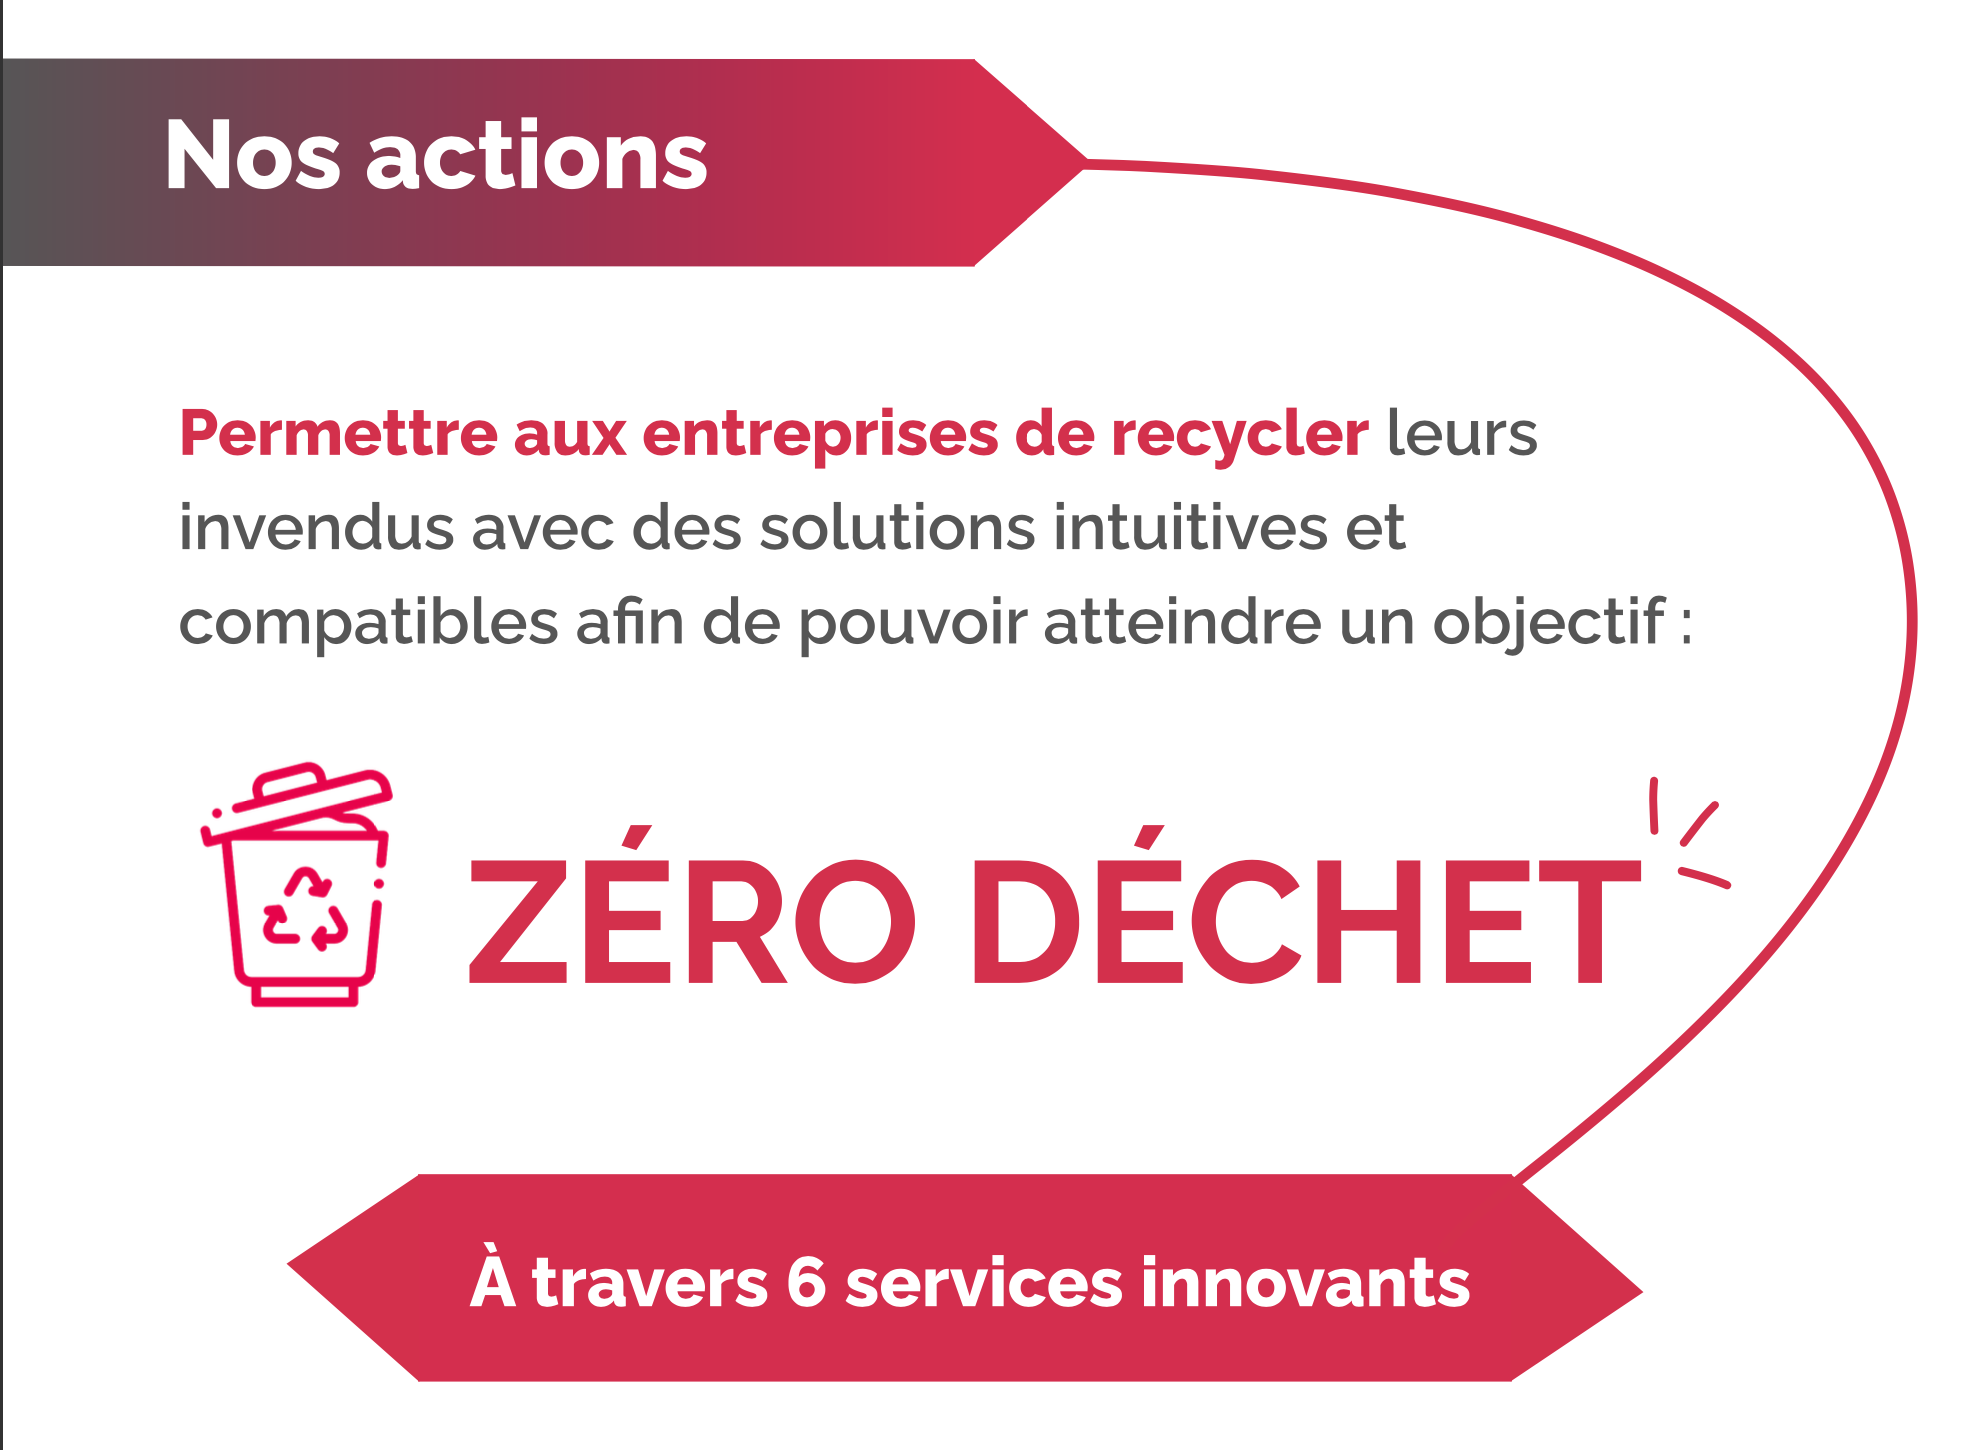 Nos actions
Permettre aux entreprises de recycler leurs
invendus avec des solutions intuitives et
compatibles afin de pouvoir atteindre un objectif :
ZÉRO DÉCHET
À travers 6 services innovants